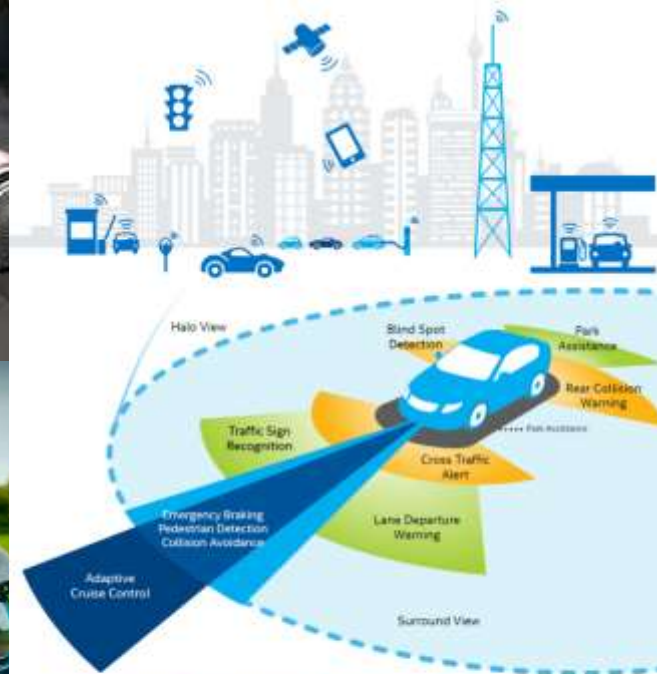 Halo View
Blind Spot
Detection
Park
Assistance
Rear Collision
Warning
Park Assistance
Traffic Sign
Recognition
Cross Traffic
Alert
Emergency Braking
Pedestrian Detection
Collision Avoidance
Lane Departure
Warning
Adaptive
Cruise Control
Surround View